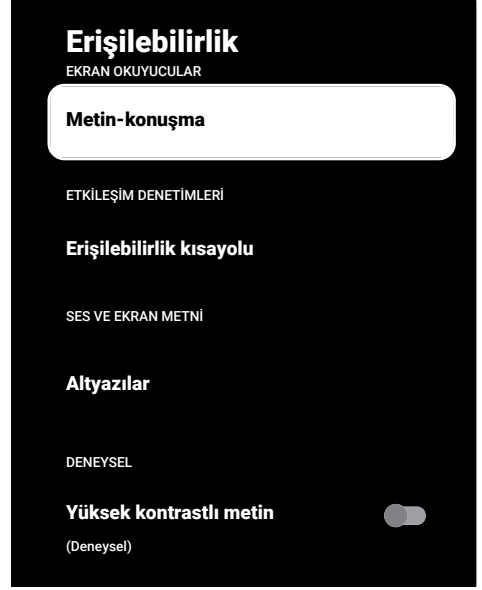 Erişilebilirlik
EKRAN OKUYUCULAR
Metin-konuşma
ETKİLEŞİM DENETİMLERİ
Erişilebilirlik kısayolu
SES VE EKRAN METNİ
Altyazılar
DENEYSEL
Yüksek kontrastlı metin
(Deneysel)